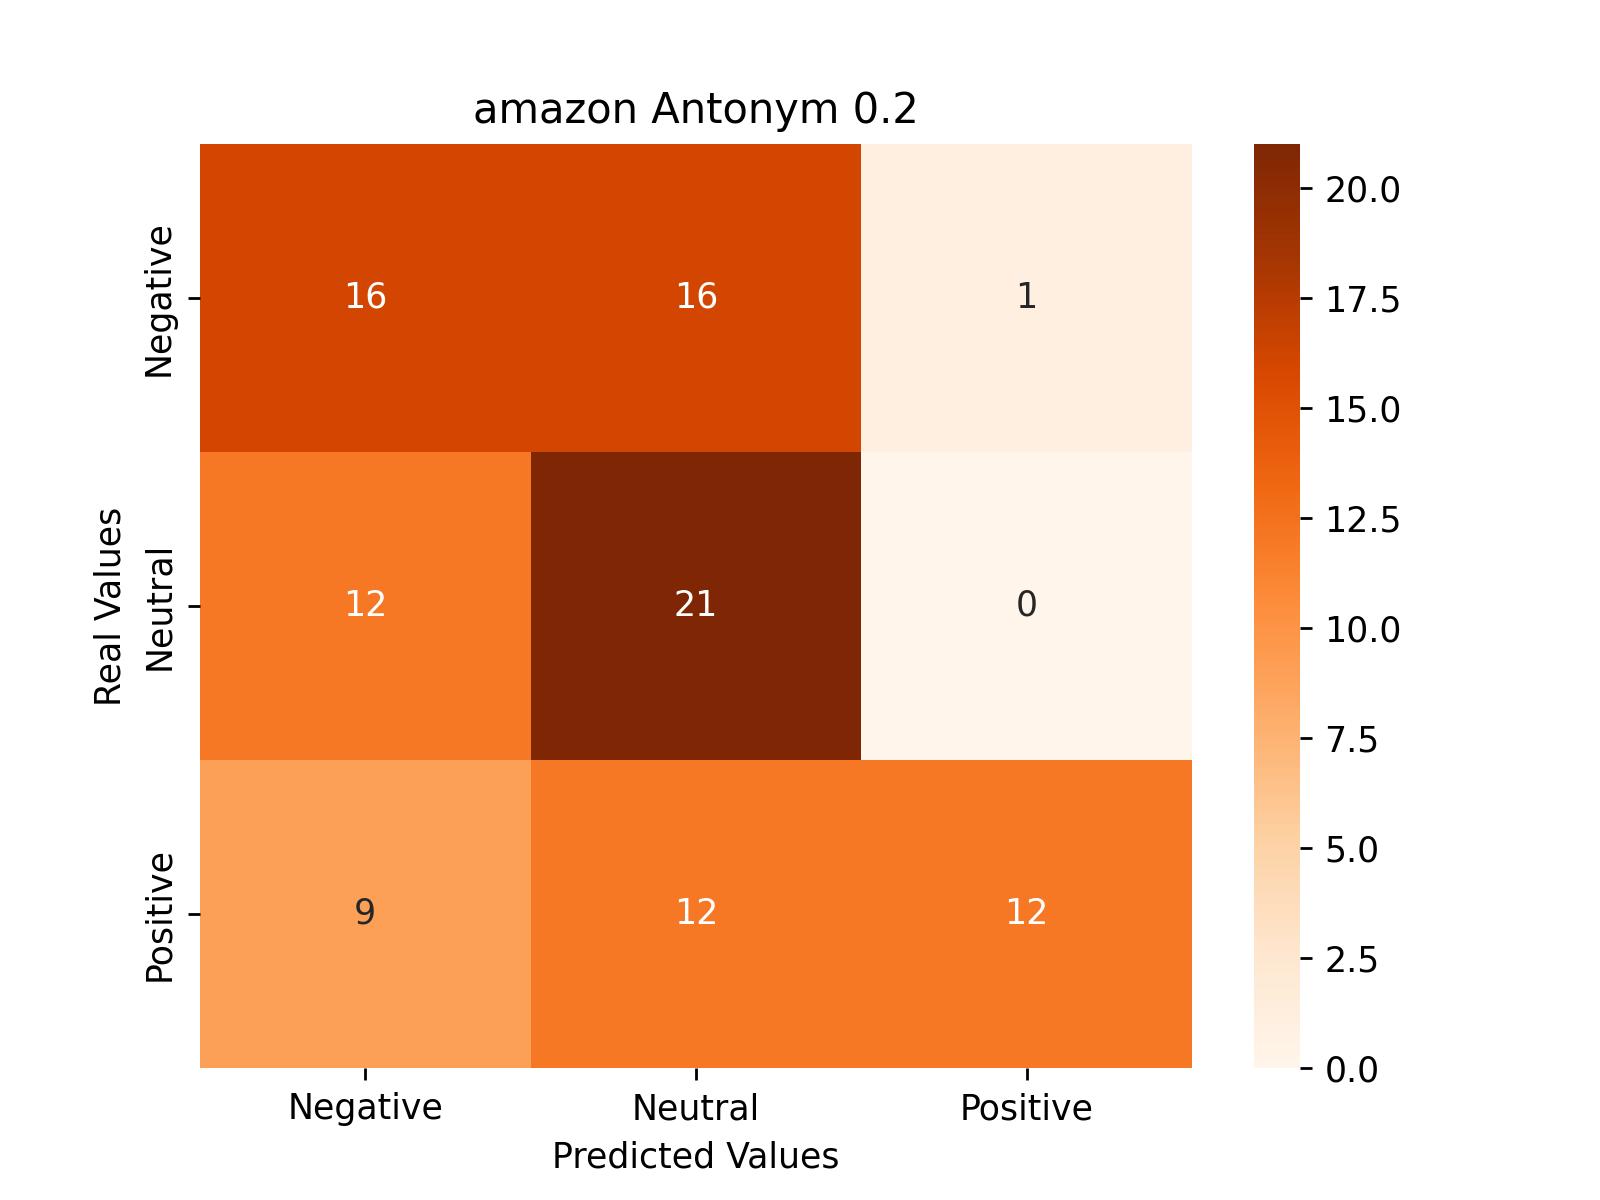 amazon Antonym 0.2
Real Values
Negative
Neutral
Positive
16 16 1
12 21 0
9 12 12
Negative Neutral Positive
Predicted Values
20.0
17.5
15.0
12.5
10.0
7.5
5.0
2.5
0.0